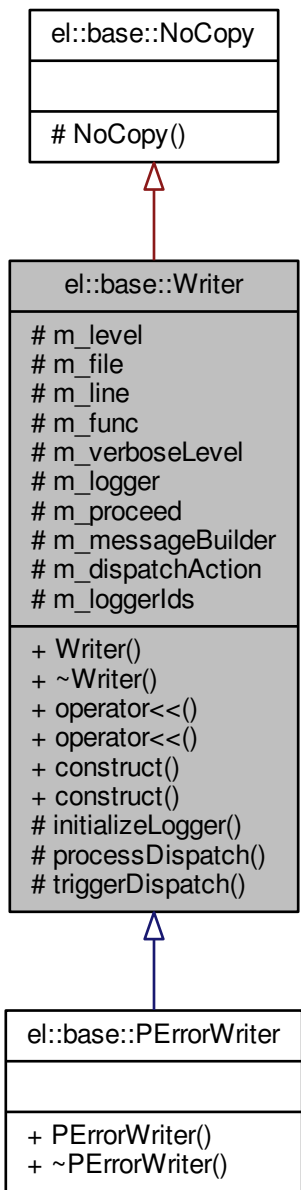 el::base::NoCopy
# NoCopy()
el::base::Writer
# m_level
# m_file
# m_line
# m_func
# m_verboseLevel
# m_logger
# m_proceed
# m_messageBuilder
# m_dispatchAction
# m_loggerIds
+ Writer()
+ ~Writer()
+ operator<<()
+ operator<<()
+ construct()
+ construct()
# initializeLogger()
# processDispatch()
# triggerDispatch()
el::base::PErrorWriter
+ PErrorWriter()
+ ~PErrorWriter()